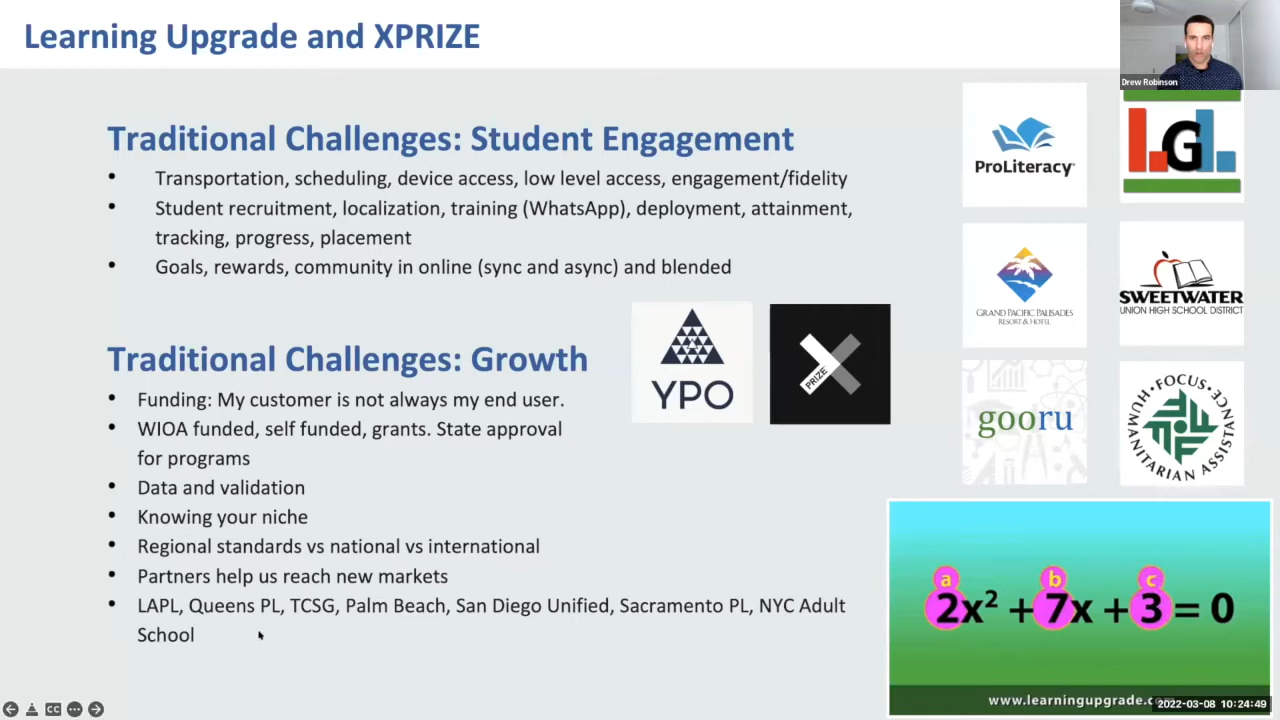 Learning Upgrade and XPRIZE
Drew Robinson
Traditional Challenges: Student Engagement
• Transportation, scheduling, device access, low level access, engagement/fidelity
• Student recruitment, localization, training (WhatsApp), deployment, attainment,
tracking, progress, placement
• Goals, rewards, community in online (sync and async) and blended
Traditional Challenges: Growth
• Funding: My customer is not always my end user.
• WIOA funded, self funded, grants. State approval
for programs
• Data and validation
• Knowing your niche
• Regional standards vs national vs international
• Partners help us reach new markets
• LAPL, Queens PL, TCSG, Palm Beach, San Diego Unified, Sacramento PL, NYC Adult
School
YPO
PRIZE
ProLiteracy
L.G.L.
GRAND PACIFIC PALISADES
RESORT & HOTEL
SWEETWATER
UNION HIGH SCHOOL DISTRICT
gooru
• FOCUS • HUMANITARIAN ASSISTANCE
a b c
2x² + 7x + 3 = 0
www.learningupgrade.c
2022-03-08 10:24:49
CC